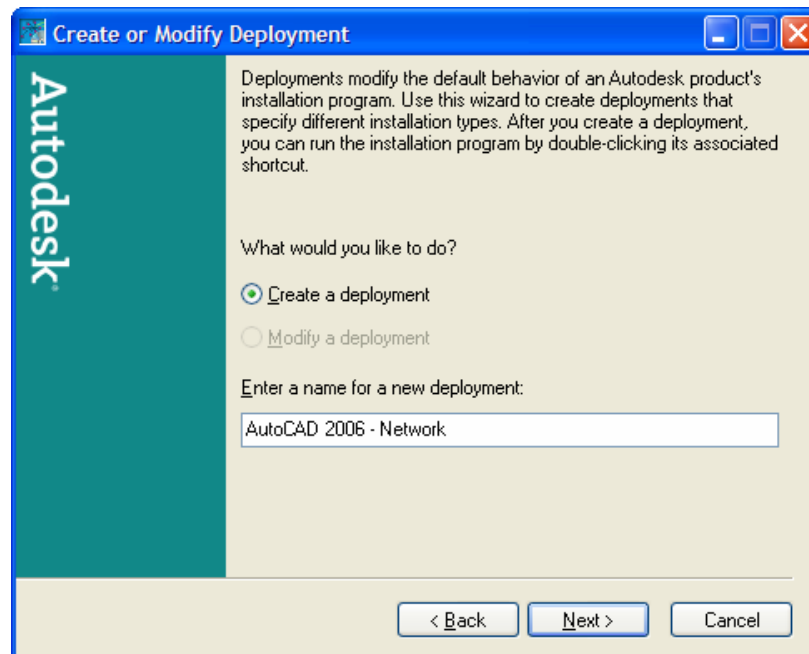 Create or Modify Deployment
Autodesk®
Deployments modify the default behavior of an Autodesk product's
installation program. Use this wizard to create deployments that
specify different installation types. After you create a deployment,
you can run the installation program by double-clicking its associated
shortcut.
What would you like to do?
Create a deployment
Modify a deployment
Enter a name for a new deployment:
AutoCAD 2006 - Network
< Back
Next >
Cancel